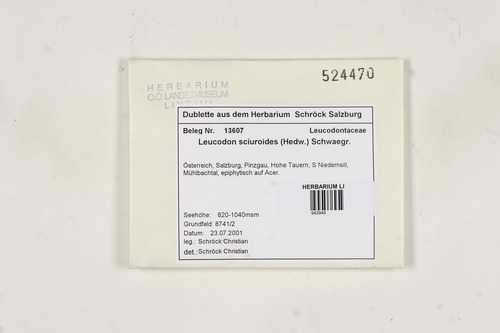 524470
HERBARIUM
O.Ö. LANDESMUSEUM
Dublette aus dem Herbarium Schröck Salzburg
Beleg Nr. 13607 Leucodontaceae
Leucodon sciuroides (Hedw.) Schwaegr.
Österreich, Salzburg, Pinzgau, Hohe Tauern, S Niedernsill,
Mühlbachtal, epiphytisch auf Acer.
HERBARIUM LI
943949
Seehöhe: 820-1040msm
Grundfeld: 8741/2
Datum: 23.07.2001
leg.: Schröck Christian
det.: Schröck Christian